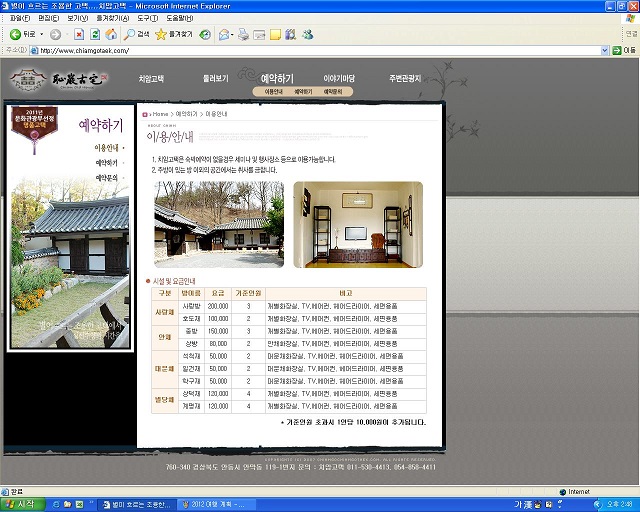 별이 흐르는 조용한 고택,...치암고택 - Microsoft Internet Explorer
파일(F) 편집(E) 보기(V) 즐겨찾기(A) 도구(T) 도움말(H)
뒤로 검색 즐겨찾기 연결
주소(D) http://www.chiamgotaek.com/ 이동
恥巖古宅
치암고택 둘러보기 예약하기 이야기마당 주변관광지
이용안내 예약하기 예약문의
2011년
문화관광부선정
명품고택
예약하기
이용안내
예약하기
예약문의
Home > 예약하기 > 이용안내
이/용/안/내
1. 치암고택은 숙박예약이 없을경우 세미나 및 행사장소 등으로 이용가능합니다.
2. 주방이 있는 방 이외의 공간에서는 취사를 금합니다.
시설 및 요금안내
구분 방이름 요금 기준인원 비고
사랑채 사랑방 200,000 3 개별화장실, TV,에어컨, 헤어드라이어, 세면용품
호도재 100,000 2 개별화장실, TV,에어컨, 헤어드라이어, 세면용품
안채 중방 150,000 3 개별화장실, TV,에어컨, 헤어드라이어, 세면용품
상방 80,000 2 안채화장실, TV,에어컨, 헤어드라이어, 세면용품
대문채 석척재 50,000 2 대문채화장실, TV,에어컨, 헤어드라이어, 세면용품
일건재 50,000 2 대문채화장실, TV,에어컨, 헤어드라이어, 세면용품
탁구재 50,000 2 대문채화장실, TV,에어컨, 헤어드라이어, 세면용품
별당채 상덕재 120,000 4 개별화장실, TV,에어컨, 헤어드라이어, 세면용품
계명재 120,000 4 개별화장실, TV,에어컨, 헤어드라이어, 세면용품
* 기준인원 초과시 1인당 10,000원이 추가됩니다.
760-340 경상북도 안동시 안막동 119-1번지 문의 : 치암고택 011-530-4413, 054-858-4411
완료 Internet
시작 별이 흐르는 조용한... 2012 여행 계획 -... 가 漢 오후 2:48